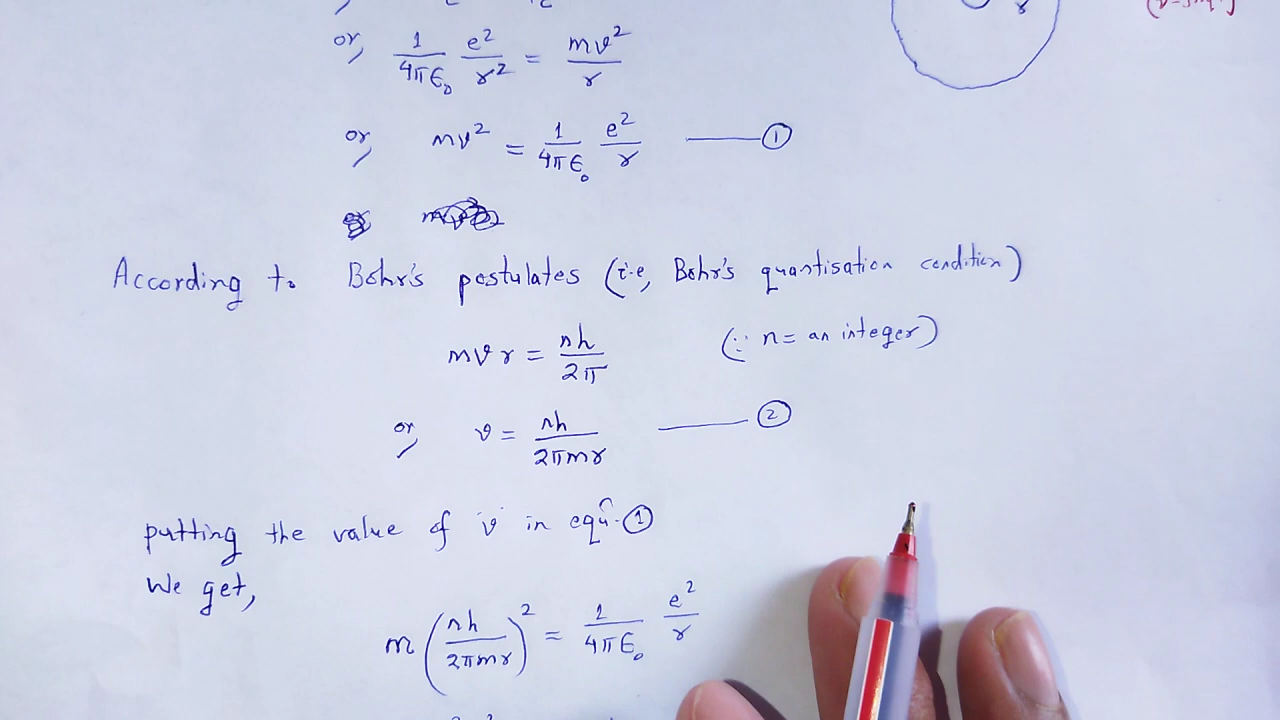 or, 1/4πϵ₀ e²/r² = mv²/r
or, mv² = 1/4πϵ₀ e²/r ——— ①
According to Bohr's postulates (i.e, Bohr's quantisation condition)
mvr = nh/2π (∵ n = an integer)
or, v = nh/2πmr ——— ②
putting the value of 'v' in equn. ①
We get,
m(nh/2πmr)² = 1/4πϵ₀ e²/r